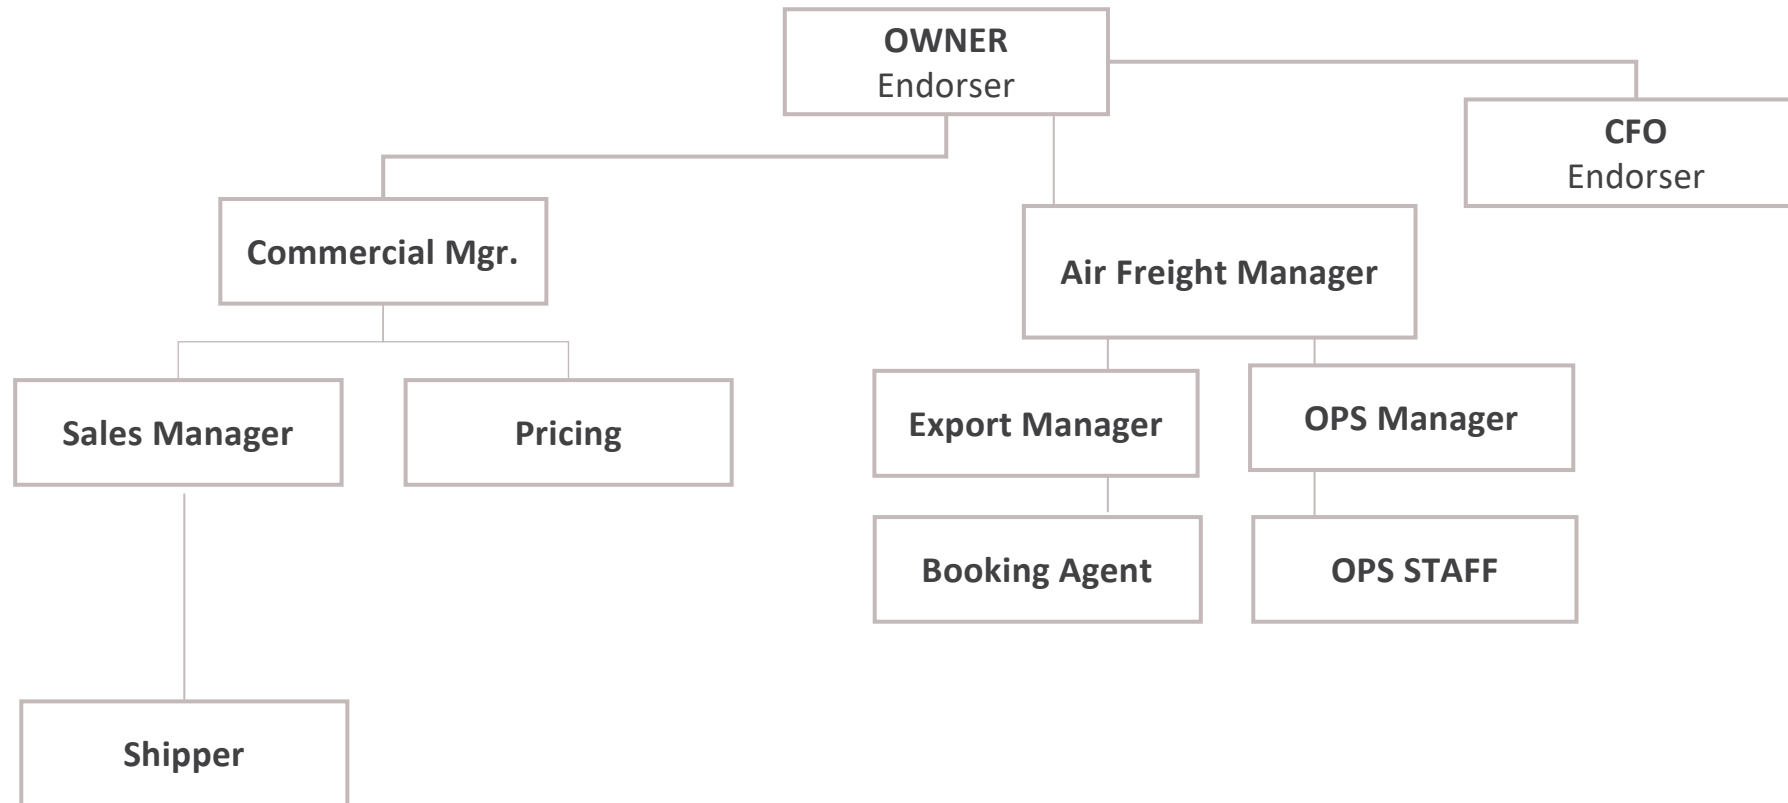 OWNER
Endorser
CFO
Endorser
Commercial Mgr.
Air Freight Manager
Sales Manager
Pricing
Export Manager
OPS Manager
Booking Agent
OPS STAFF
Shipper